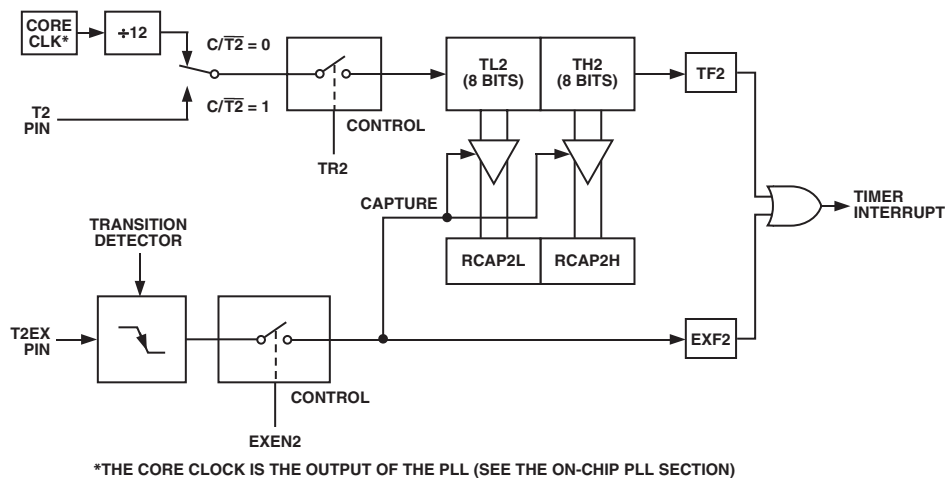 CORE
CLK*
÷12
C/T2̅ = 0
C/T2̅ = 1
T2
PIN
CONTROL
TR2
TL2
(8 BITS)
TH2
(8 BITS)
TF2
CAPTURE
TIMER
INTERRUPT
TRANSITION
DETECTOR
RCAP2L
RCAP2H
T2EX
PIN
EXF2
CONTROL
EXEN2
*THE CORE CLOCK IS THE OUTPUT OF THE PLL (SEE THE ON-CHIP PLL SECTION)